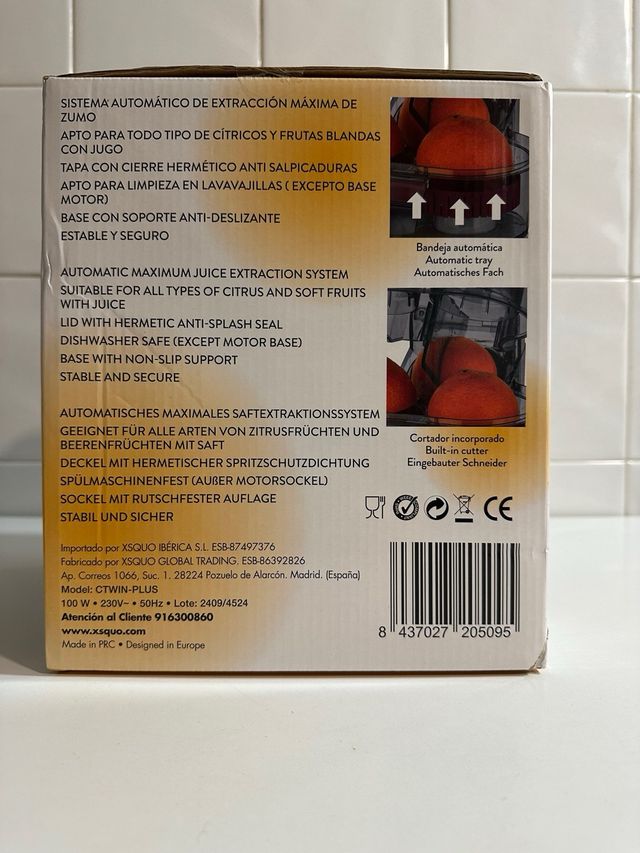 SISTEMA AUTOMÁTICO DE EXTRACCIÓN MÁXIMA DE
ZUMO
APTO PARA TODO TIPO DE CÍTRICOS Y FRUTAS BLANDAS
CON JUGO
TAPA CON CIERRE HERMÉTICO ANTI SALPICADURAS
APTO PARA LIMPIEZA EN LAVAVAJILLAS ( EXCEPTO BASE
MOTOR)
BASE CON SOPORTE ANTI-DESLIZANTE
ESTABLE Y SEGURO
AUTOMATIC MAXIMUM JUICE EXTRACTION SYSTEM
SUITABLE FOR ALL TYPES OF CITRUS AND SOFT FRUITS
WITH JUICE
LID WITH HERMETIC ANTI-SPLASH SEAL
DISHWASHER SAFE (EXCEPT MOTOR BASE)
BASE WITH NON-SLIP SUPPORT
STABLE AND SECURE
AUTOMATISCHES MAXIMALES SAFTEXTRAKTIONSSYSTEM
GEEIGNET FÜR ALLE ARTEN VON ZITRUSFRÜCHTEN UND
BEERENFRÜCHTEN MIT SAFT
DECKEL MIT HERMETISCHER SPRITZSCHUTZDICHTUNG
SPÜLMASCHINENFEST (AUßER MOTORSOCKEL)
SOCKEL MIT RUTSCHFESTER AUFLAGE
STABIL UND SICHER
Importado por XSQUO IBÉRICA S.L. ESB-87497376
Fabricado por XSQUO GLOBAL TRADING. ESB-86392826
Ap. Correos 1066, Suc. 1. 28224 Pozuelo de Alarcón. Madrid. (España)
Model: CTWIN-PLUS
100 W • 230V~ • 50Hz • Lote: 2409/4524
Atención al Cliente 916300860
www.xsquo.com
Made in PRC • Designed in Europe
Bandeja automática
Automatic tray
Automatisches Fach
Cortador incorporado
Built-in cutter
Eingebauter Schneider
CE
8 437027 205095